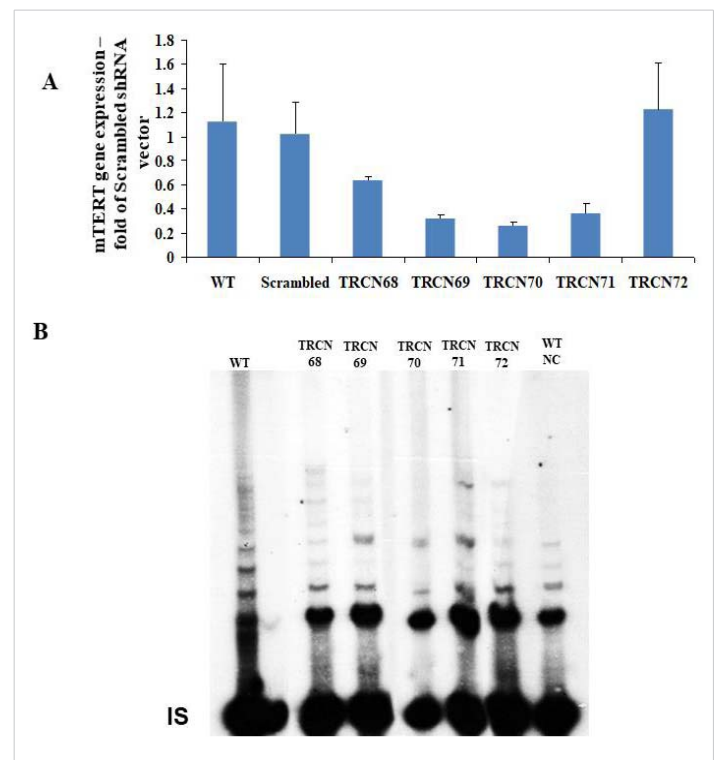 A
mTERT gene expression –
fold of Scrambled shRNA
vector
1.8
1.6
1.4
1.2
1
0.8
0.6
0.4
0.2
0
WT Scrambled TRCN68 TRCN69 TRCN70 TRCN71 TRCN72
B
WT
TRCN
68
TRCN
69
TRCN
70
TRCN
71
TRCN
72
WT
NC
IS